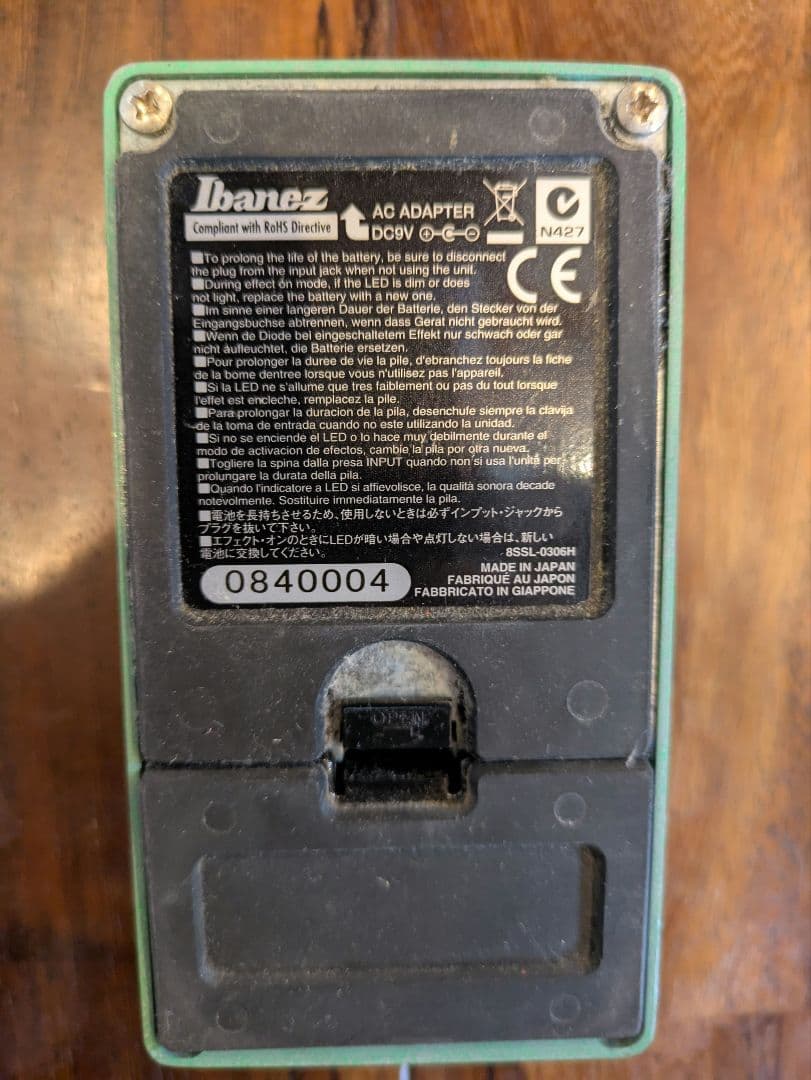 Ibanez
Compliant with RoHS Directive
AC ADAPTER
DC9V
N427
CE
■To prolong the life of the battery, be sure to disconnect
the plug from the input jack when not using the unit.
■During effect on mode, if the LED is dim or does
not light, replace the battery with a new one.
■Im sinne einer langeren Dauer der Batterie, den Stecker von der
Eingangsbuchse abtrennen, wenn dass Gerat nicht gebraucht wird.
■Wenn de Diode bei eingeschaltetem Effekt nur schwach oder gar
nicht aufleuchtet, die Batterie ersetzen.
■Pour prolonger la duree de vie la pile, d'ebranchez toujours la fiche
de la borne dentree lorsque vous n'utilisez pas l'appareil.
■Si la LED ne s'allume que tres faiblement ou pas du tout lorsque
l'effet est encleche, remplacez la pile.
■Para prolongar la duracion de la pila, desenchufe siempre la clavija
de la toma de entrada cuando no este utilizando la unidad.
■Si no se enciende el LED o lo hace muy debilmente durante el
modo de activacion de efectos, cambie la pila por otra nueva.
■Togliere la spina dalla presa INPUT quando non si usa l'unità per
prolungare la durata della pila.
■Quando l'indicatore a LED si affievolisce, la qualità sonora decade
notevolmente. Sostituire immediatamente la pila.
■電池を長持ちさせるため、使用しないときは必ずインプット・ジャックから
プラグを抜いて下さい。
■エフェクト・オンのときにLEDが暗い場合や点灯しない場合は、新しい
電池に交換してください。
8SSL-0306H
MADE IN JAPAN
FABRIQUÉ AU JAPON
FABBRICATO IN GIAPPONE
0840004
OPEN